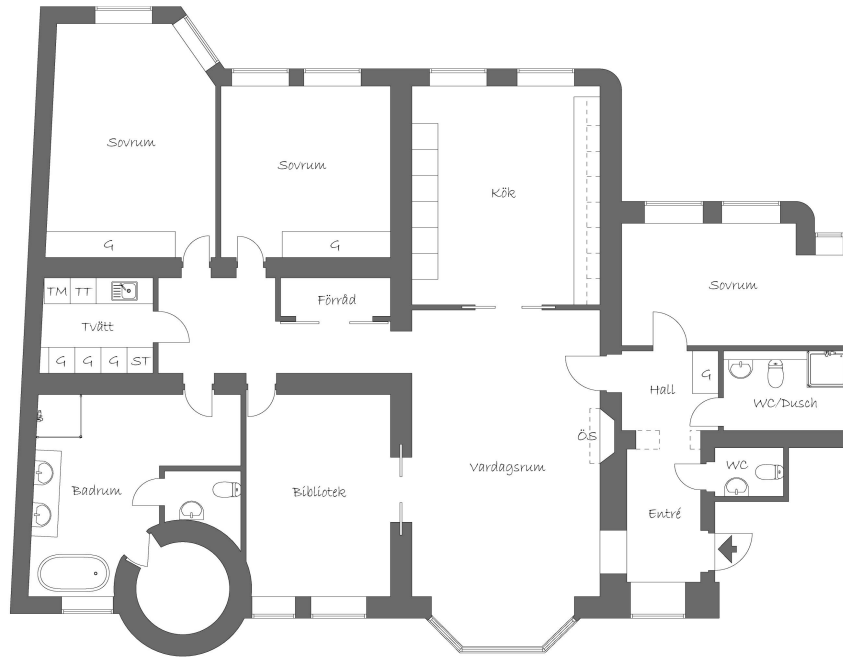 Sovrum
Sovrum
Kök
G
G
Sovrum
TM TT
Förråd
Tvätt
G G G ST
Hall
G
WC/Dusch
ÖS
Vardagsrum
WC
Badrum
Bibliotek
Entré